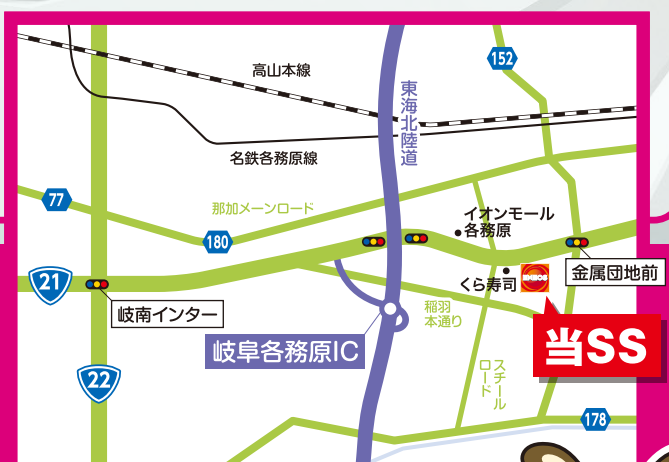 152
高山本線
東海北陸道
名鉄各務原線
77
那加メーンロード
イオンモール
各務原
180
金属団地前
21
くら寿司
ENEOS
岐南インター
稲羽
本通り
当SS
岐阜各務原IC
スチール
ロード
22
178